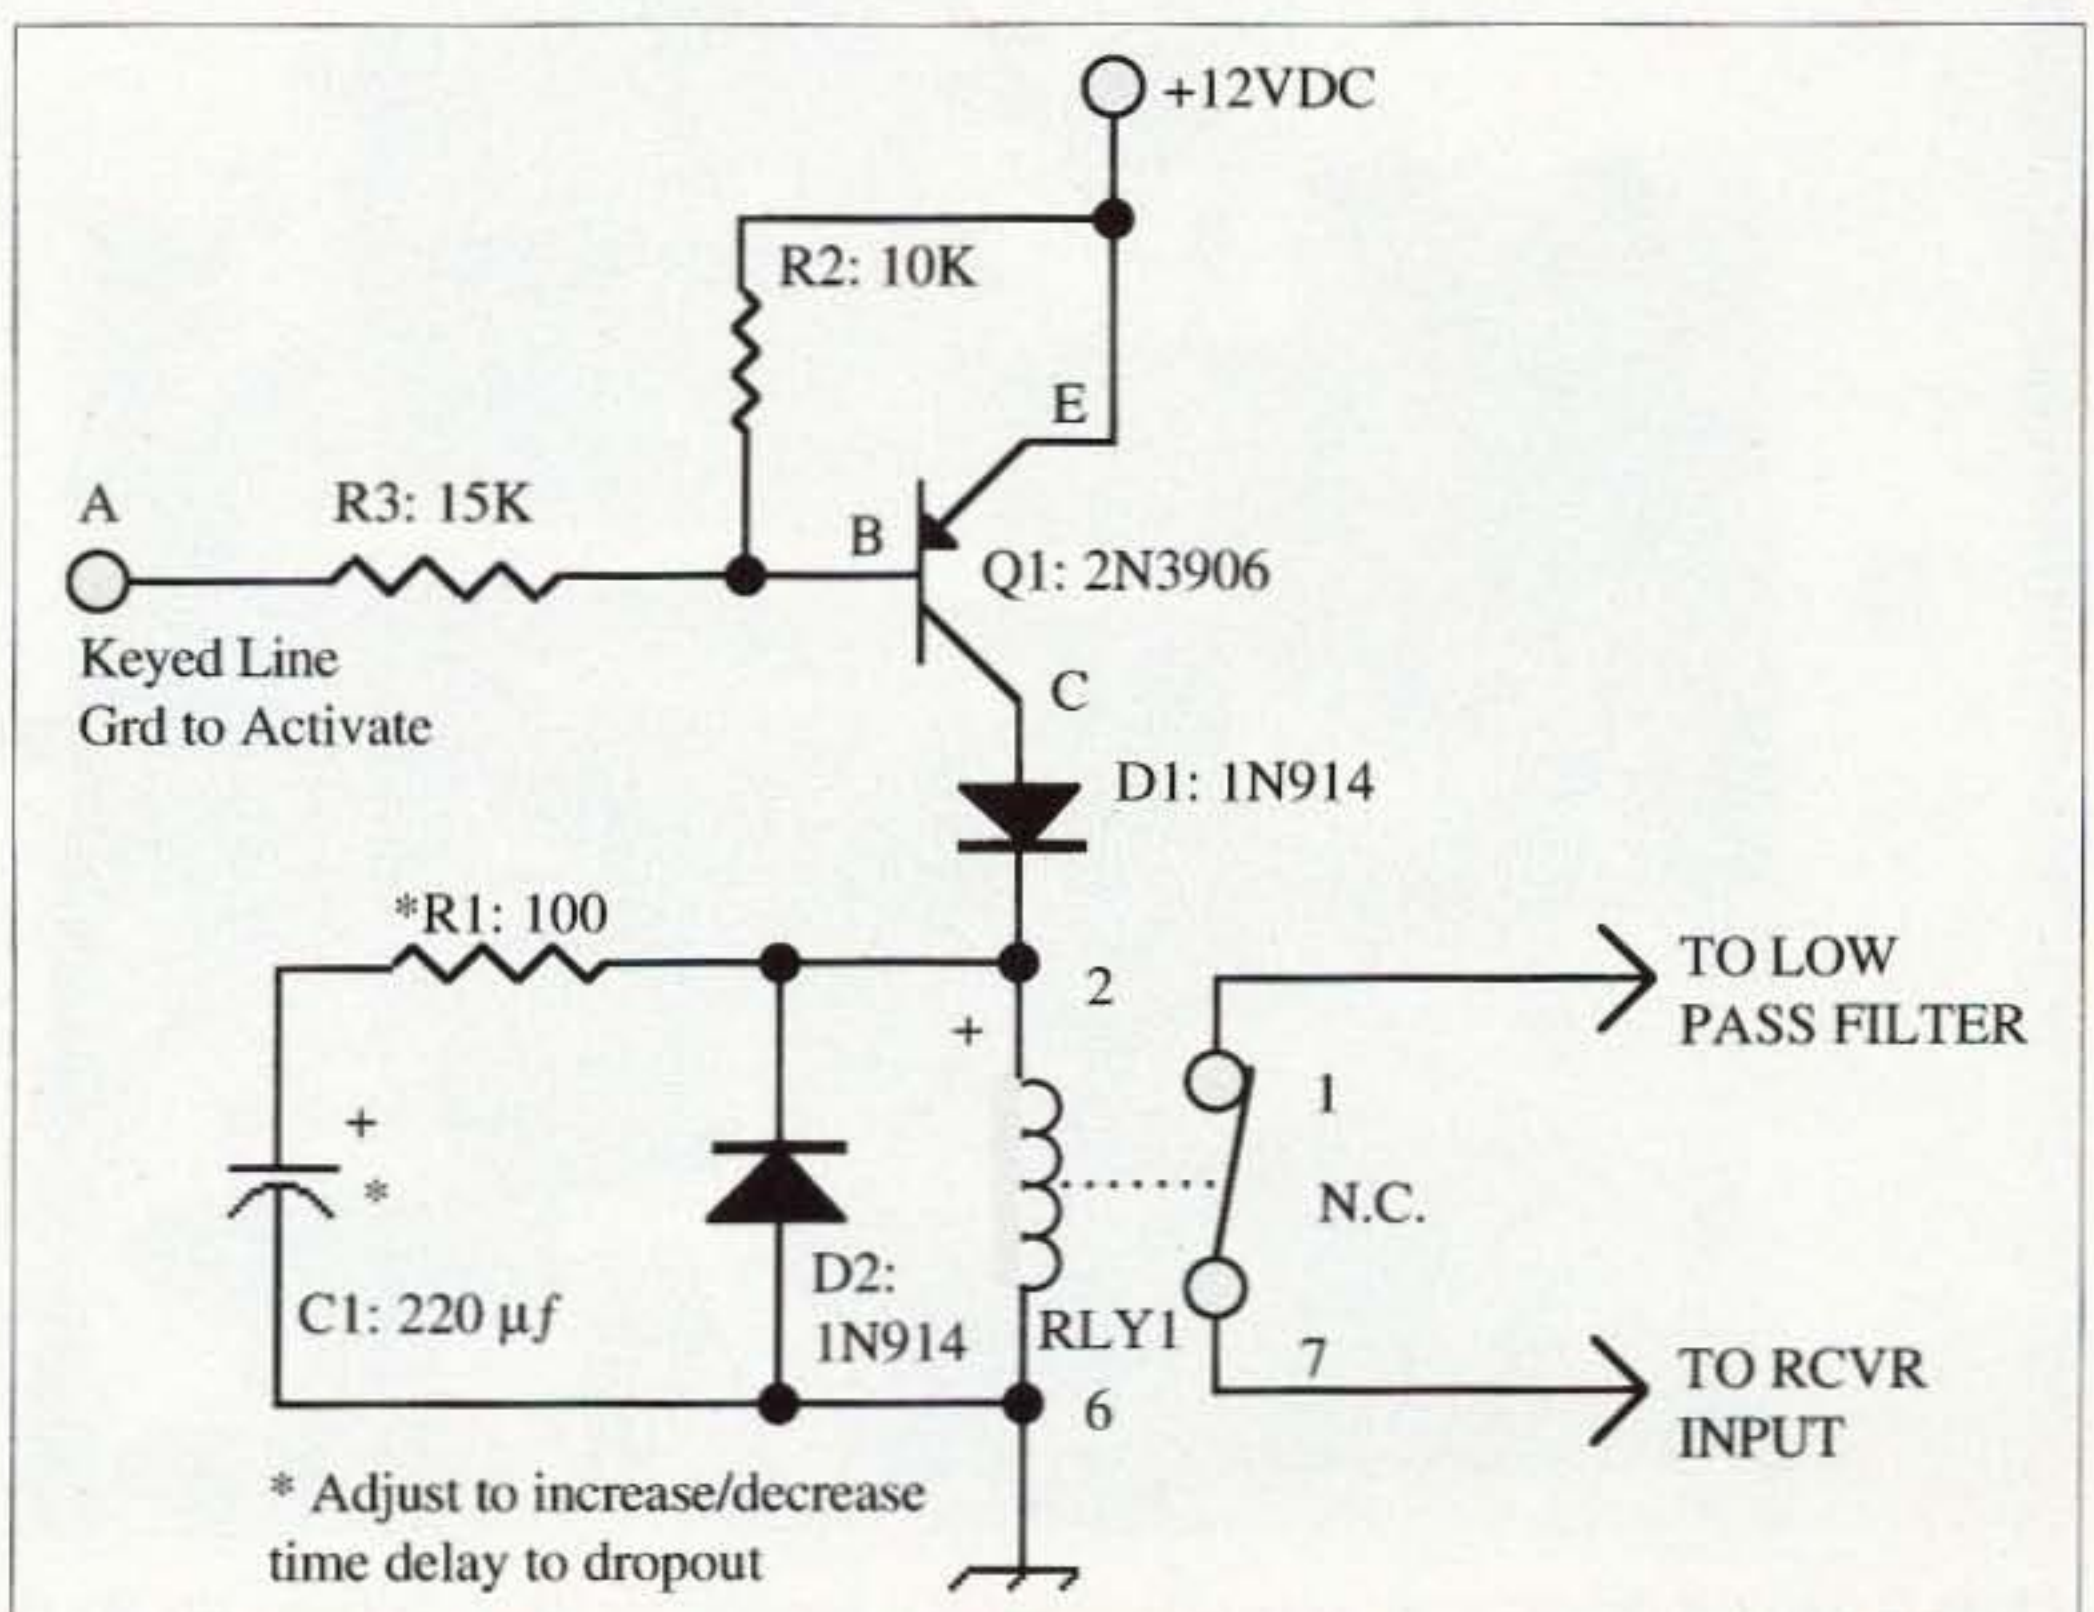 +12VDC
R2: 10K
E
A
R3: 15K
B
Q1: 2N3906
Keyed Line
Grd to Activate
C
D1: 1N914
*R1: 100
2
TO LOW
PASS FILTER
+
+
*
1
N.C.
C1: 220 µf
D2:
1N914
RLY1
7
6
TO RCVR
INPUT
* Adjust to increase/decrease
time delay to dropout